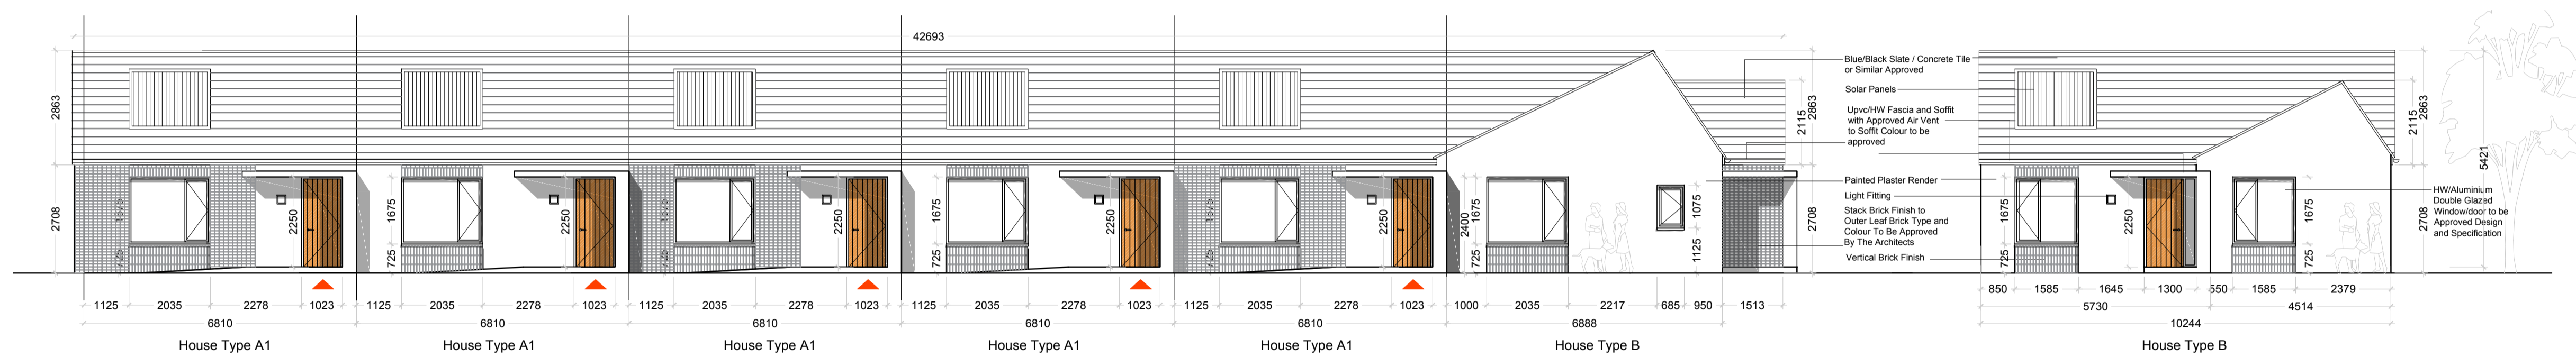 42693
2863
2708
1675
725
2250
1675
725
2250
1675
725
2250
1675
725
2250
1675
725
2250
2400
1675
725
1075
1125
2115
2863
2708
1125 2035 2278 1023 1125 2035 2278 1023 1125 2035 2278 1023 1125 2035 2278 1023 1125 2035 2278 1023 1000 2035 2217 685 950 1513
6810 6810 6810 6810 6810 6888
House Type A1 House Type A1 House Type A1 House Type A1 House Type A1 House Type B
Blue/Black Slate / Concrete Tile
or Similar Approved
Solar Panels
Upvc/HW Fascia and Soffit
with Approved Air Vent
to Soffit Colour to be
approved
Painted Plaster Render
Light Fitting
Stack Brick Finish to
Outer Leaf Brick Type and
Colour To Be Approved
By The Architects
Vertical Brick Finish
1675
725
2250
1675
725
2115
2863
2708
5421
HW/Aluminium
Double Glazed
Window/door to be
Approved Design
and Specification
850 1585 1645 1300 550 1585 2379
5730 4514
10244
House Type B